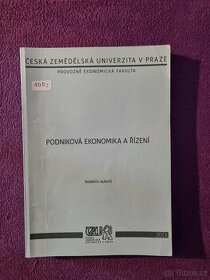 ČESKÁ ZEMĚDĚLSKÁ UNIVERZITA V PRAZE
PROVOZNĚ EKONOMICKÁ FAKULTA
100,-
PODNIKOVÁ EKONOMIKA A ŘÍZENÍ
kolektiv autorů